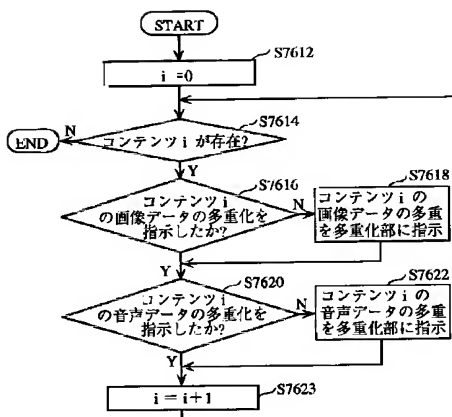 START
S7612
i =0
S7614
N
コンテンツ i が存在?
END
Y
S7616
コンテンツ i
の画像データの多重化を
指示したか?
N
S7618
コンテンツ i の
画像データの多重
を多重化部に指示
Y
S7620
コンテンツ i
の音声データの多重化を
指示したか?
N
S7622
コンテンツ i の
音声データの多重
を多重化部に指示
Y
S7623
i = i+1